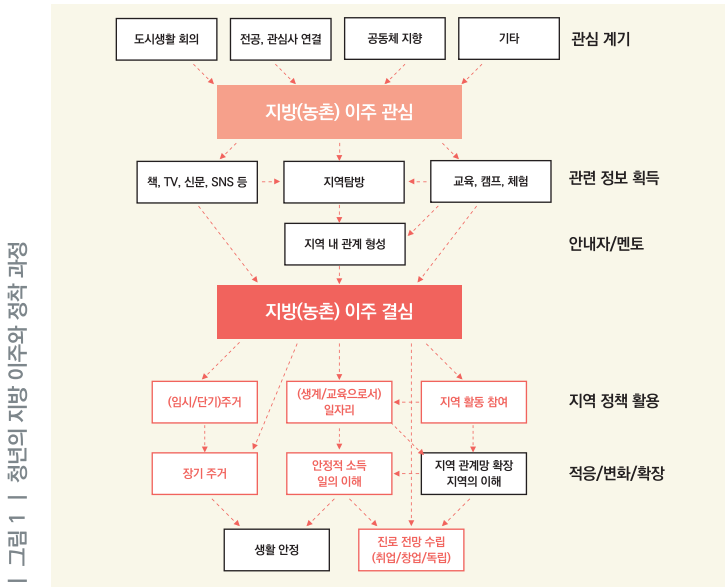 도시생활 회의
전공, 관심사 연결
공동체 지향
기타
관심 계기
지방(농촌) 이주 관심
책, TV, 신문, SNS 등
지역탐방
교육, 캠프, 체험
관련 정보 획득
지역 내 관계 형성
안내자/멘토
지방(농촌) 이주 결심
(임시/단기)주거
(생계/교육으로서)
일자리
지역 활동 참여
지역 정책 활용
장기 주거
안정적 소득
일의 이해
지역 관계망 확장
지역의 이해
적응/변화/확장
생활 안정
진로 전망 수립
(취업/창업/독립)
| 그림 1 | 청년의 지방 이주와 정착 과정